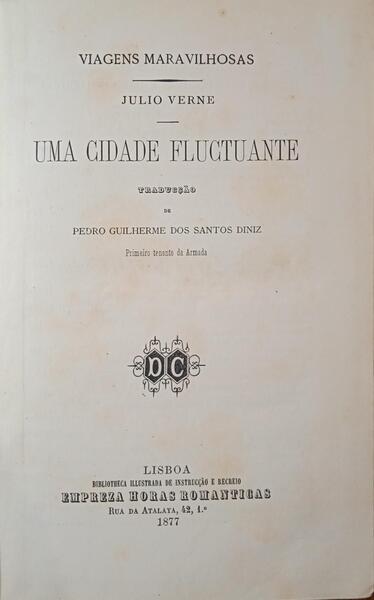 VIAGENS MARAVILHOSAS
JULIO VERNE
UMA CIDADE FLUCTUANTE
TRADUCÇÃO
DE
PEDRO GUILHERME DOS SANTOS DINIZ
Primeiro tenente da Armada
DC
LISBOA
BIBLIOTHECA ILLUSTRADA DE INSTRUCÇÃO E RECREIO
EMPREZA HORAS ROMANTICAS
RUA DA ATALAYA, 42, 1.º
1877